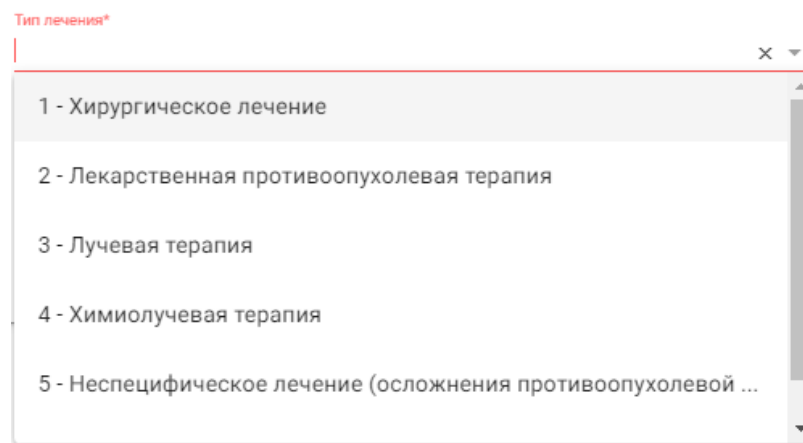 Тип лечения*
1 - Хирургическое лечение
2 - Лекарственная противоопухолевая терапия
3 - Лучевая терапия
4 - Химиолучевая терапия
5 - Неспецифическое лечение (осложнения противоопухолевой ...